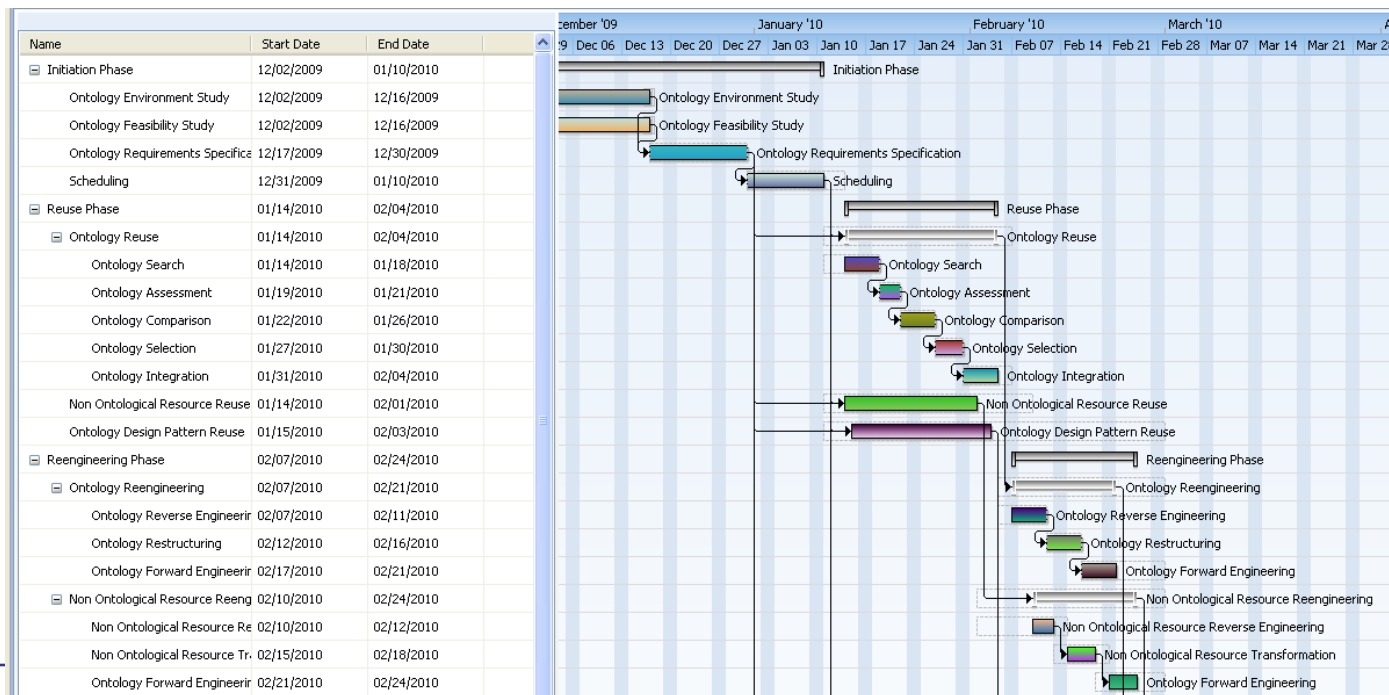 cember '09 January '10 February '10 March '10 A
Name Start Date End Date 29 Dec 06 Dec 13 Dec 20 Dec 27 Jan 03 Jan 10 Jan 17 Jan 24 Jan 31 Feb 07 Feb 14 Feb 21 Feb 28 Mar 07 Mar 14 Mar 21 Mar 2
Initiation Phase 12/02/2009 01/10/2010 Initiation Phase
Ontology Environment Study 12/02/2009 12/16/2009 Ontology Environment Study
Ontology Feasibility Study 12/02/2009 12/16/2009 Ontology Feasibility Study
Ontology Requirements Specifica 12/17/2009 12/30/2009 Ontology Requirements Specification
Scheduling 12/31/2009 01/10/2010 Scheduling
Reuse Phase 01/14/2010 02/04/2010 Reuse Phase
Ontology Reuse 01/14/2010 02/04/2010 Ontology Reuse
Ontology Search 01/14/2010 01/18/2010 Ontology Search
Ontology Assessment 01/19/2010 01/21/2010 Ontology Assessment
Ontology Comparison 01/22/2010 01/26/2010 Ontology Comparison
Ontology Selection 01/27/2010 01/30/2010 Ontology Selection
Ontology Integration 01/31/2010 02/04/2010 Ontology Integration
Non Ontological Resource Reuse 01/14/2010 02/01/2010 Non Ontological Resource Reuse
Ontology Design Pattern Reuse 01/15/2010 02/03/2010 Ontology Design Pattern Reuse
Reengineering Phase 02/07/2010 02/24/2010 Reengineering Phase
Ontology Reengineering 02/07/2010 02/21/2010 Ontology Reengineering
Ontology Reverse Engineerir 02/07/2010 02/11/2010 Ontology Reverse Engineering
Ontology Restructuring 02/12/2010 02/16/2010 Ontology Restructuring
Ontology Forward Engineerir 02/17/2010 02/21/2010 Ontology Forward Engineering
Non Ontological Resource Reeng 02/10/2010 02/24/2010 Non Ontological Resource Reengineering
Non Ontological Resource Re 02/10/2010 02/12/2010 Non Ontological Resource Reverse Engineering
Non Ontological Resource Tr 02/15/2010 02/18/2010 Non Ontological Resource Transformation
Ontology Forward Engineerir 02/21/2010 02/24/2010 Ontology Forward Engineering